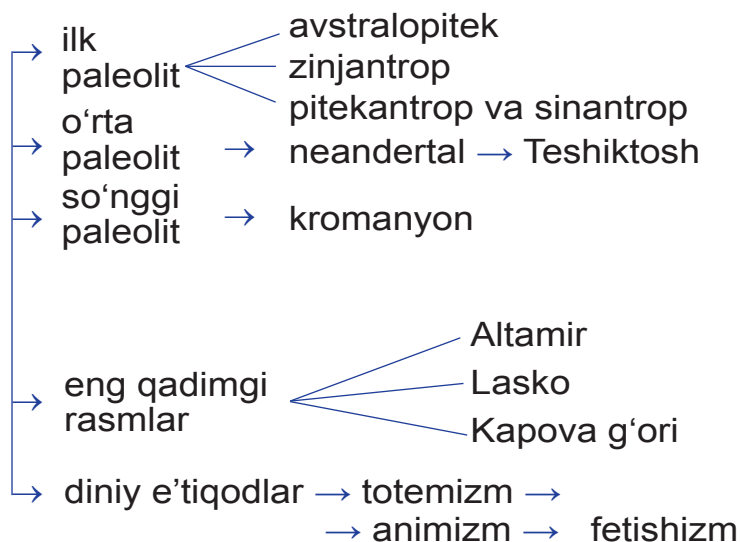 ilk
paleolit
avstralopitek
zinjantrop
pitekantrop va sinantrop
o‘rta
paleolit → neandertal → Teshiktosh
so‘nggi
paleolit → kromanyon
eng qadimgi
rasmlar
Altamir
Lasko
Kapova g‘ori
diniy e’tiqodlar → totemizm →
→ animizm → fetishizm